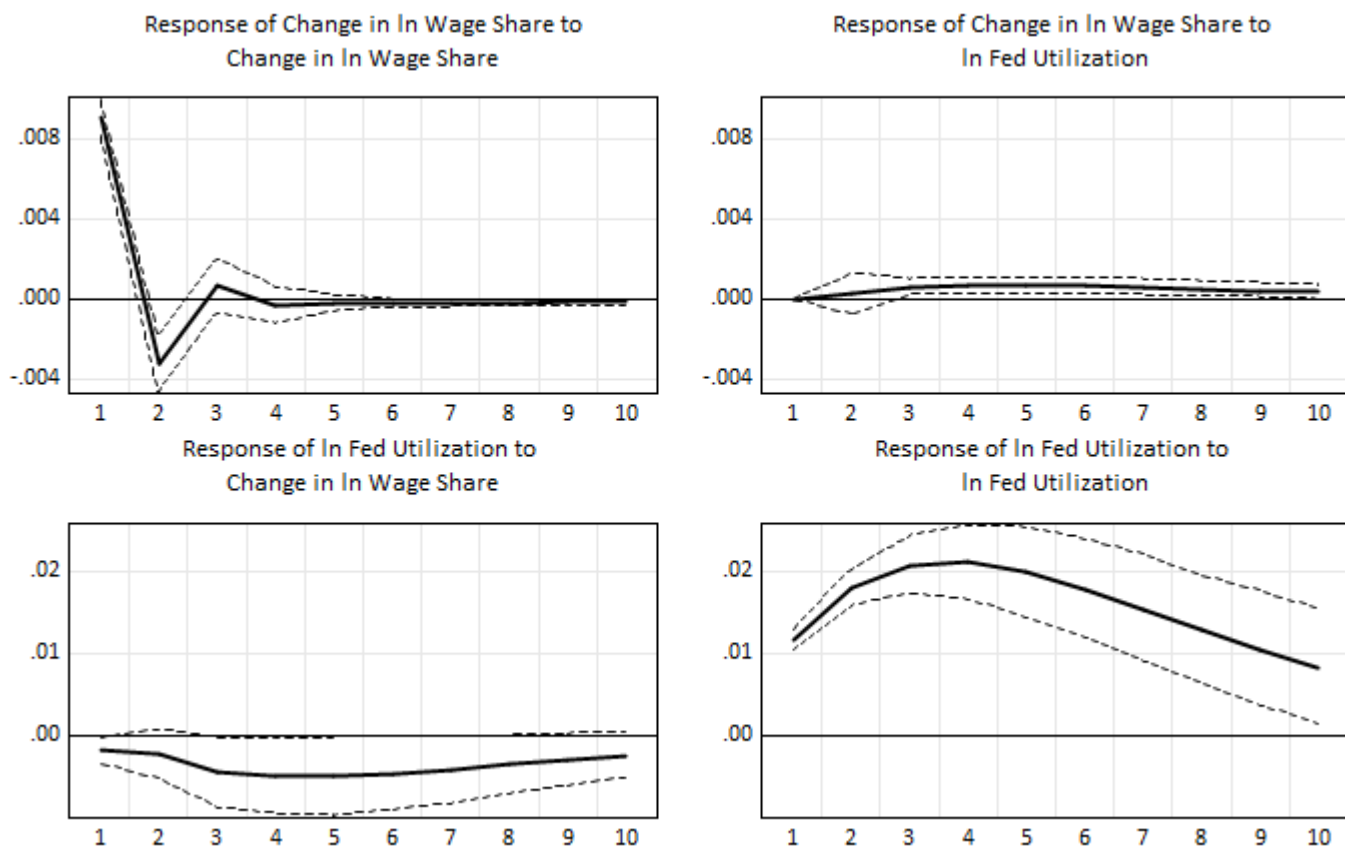 Response of Change in ln Wage Share to
Change in ln Wage Share
.008
.004
.000
-.004
1 2 3 4 5 6 7 8 9 10
Response of Change in ln Wage Share to
ln Fed Utilization
.008
.004
.000
-.004
1 2 3 4 5 6 7 8 9 10
Response of ln Fed Utilization to
Change in ln Wage Share
.02
.01
.00
1 2 3 4 5 6 7 8 9 10
Response of ln Fed Utilization to
ln Fed Utilization
.02
.01
.00
1 2 3 4 5 6 7 8 9 10